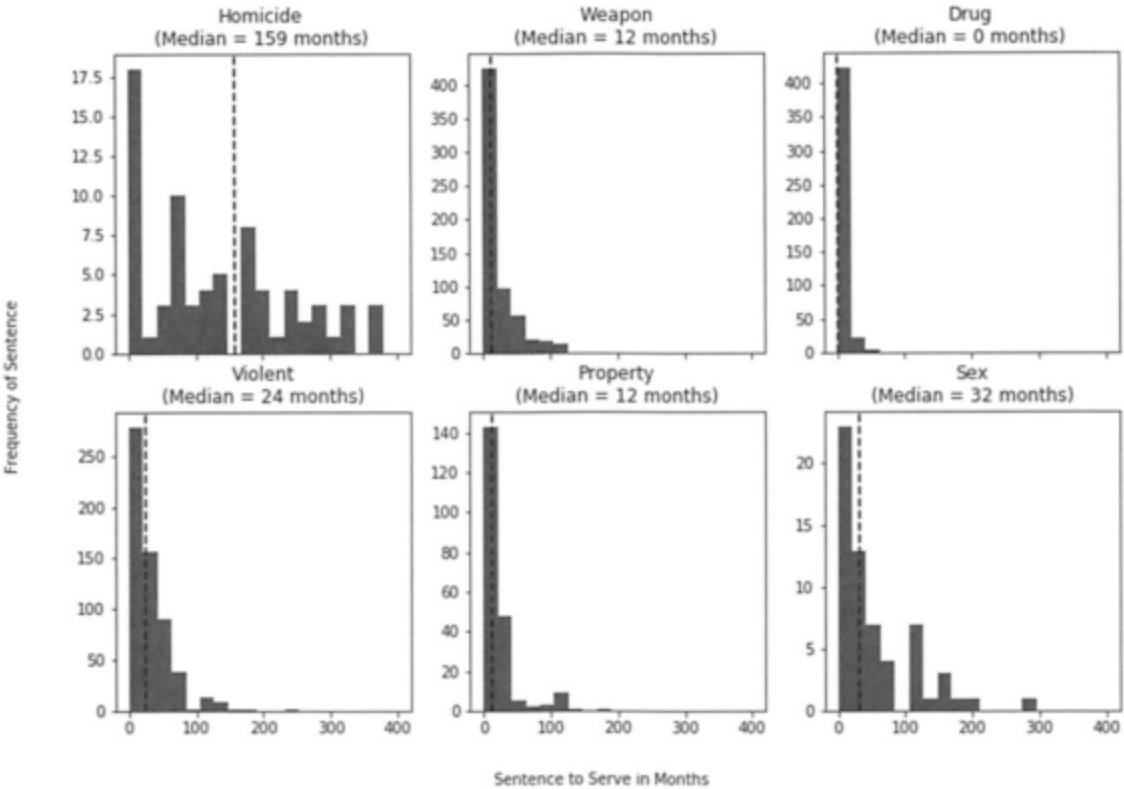 Homicide
(Median = 159 months)
Weapon
(Median = 12 months)
Drug
(Median = 0 months)
17.5
15.0
12.5
10.0
7.5
5.0
2.5
0.0
400
350
300
250
200
150
100
50
0
400
350
300
250
200
150
100
50
0
Frequency of Sentence
Violent
(Median = 24 months)
Property
(Median = 12 months)
Sex
(Median = 32 months)
250
200
150
100
50
0
140
120
100
80
60
40
20
0
20
15
10
5
0
0 100 200 300 400
0 100 200 300 400
0 100 200 300 400
Sentence to Serve in Months